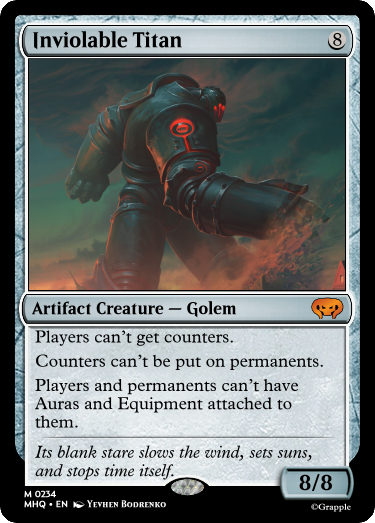 Inviolable Titan
8
Artifact Creature — Golem
Players can't get counters.
Counters can't be put on permanents.
Players and permanents can't have
Auras and Equipment attached to
them.
Its blank stare slows the wind, sets suns,
and stops time itself.
8/8
M 0234
MHQ • EN Yevhen Bodrenko
©Grapple